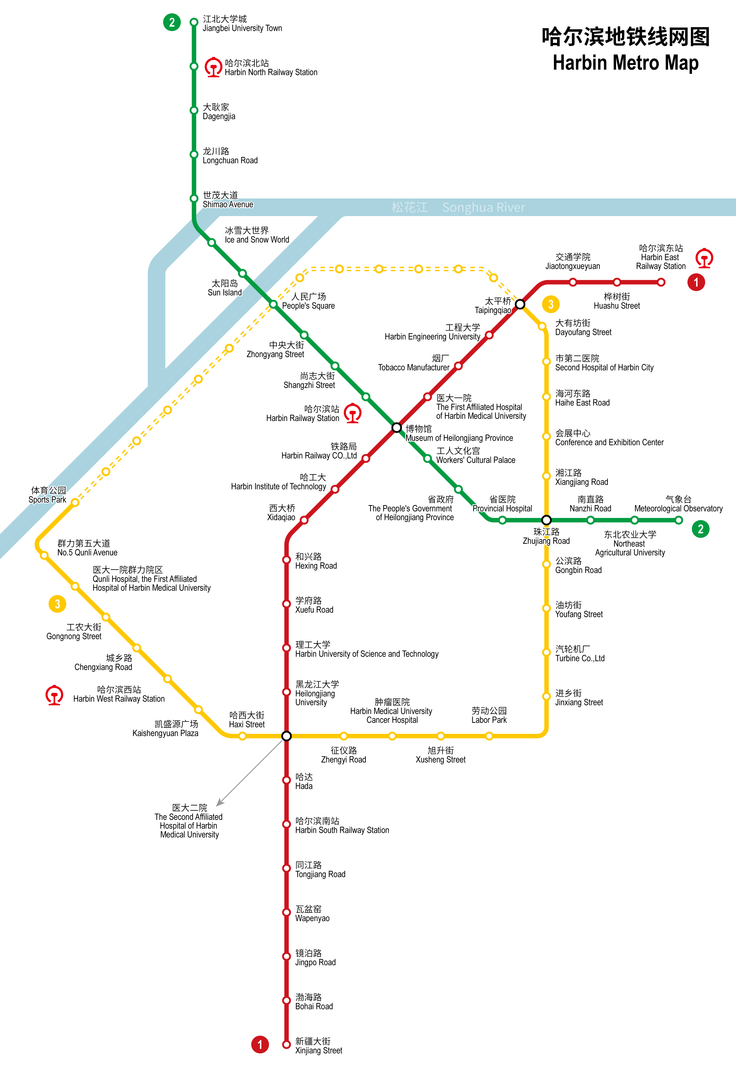 哈尔滨地铁线网图
Harbin Metro Map
2
江北大学城
Jiangbei University Town
哈尔滨北站
Harbin North Railway Station
大耿家
Dagengjia
龙川路
Longchuan Road
世茂大道
Shimao Avenue
松花江 Songhua River
冰雪大世界
Ice and Snow World
太阳岛
Sun Island
人民广场
People's Square
中央大街
Zhongyang Street
尚志大街
Shangzhi Street
哈尔滨站
Harbin Railway Station
交通学院
Jiaotongxueyuan
哈尔滨东站
Harbin East
Railway Station
1
桦树街
Huashu Street
太平桥
Taipingqiao
3
工程大学
Harbin Engineering University
烟厂
Tobacco Manufacturer
医大一院
The First Affiliated Hospital
of Harbin Medical University
博物馆
Museum of Heilongjiang Province
铁路局
Harbin Railway CO.,Ltd
哈工大
Harbin Institute of Technology
西大桥
Xidaqiao
工人文化宫
Workers' Cultural Palace
省政府
The People's Government
of Heilongjiang Province
省医院
Provincial Hospital
大有坊街
Dayoufang Street
市第二医院
Second Hospital of Harbin City
海河东路
Haihe East Road
会展中心
Conference and Exhibition Center
湘江路
Xiangjiang Road
南直路
Nanzhi Road
气象台
Meteorological Observatory
2
珠江路
Zhujiang Road
东北农业大学
Northeast
Agricultural University
公滨路
Gongbin Road
油坊街
Youfang Street
汽轮机厂
Turbine Co.,Ltd
进乡街
Jinxiang Street
体育公园
Sports Park
群力第五大道
No.5 Qunli Avenue
医大一院群力院区
Qunli Hospital, the First Affiliated
Hospital of Harbin Medical University
3
工农大街
Gongnong Street
城乡路
Chengxiang Road
哈尔滨西站
Harbin West Railway Station
凯盛源广场
Kaishengyuan Plaza
哈西大街
Haxi Street
和兴路
Hexing Road
学府路
Xuefu Road
理工大学
Harbin University of Science and Technology
黑龙江大学
Heilongjiang
University
肿瘤医院
Harbin Medical University
Cancer Hospital
劳动公园
Labor Park
征仪路
Zhengyi Road
旭升街
Xusheng Street
医大二院
The Second Affiliated
Hospital of Harbin
Medical University
哈达
Hada
哈尔滨南站
Harbin South Railway Station
同江路
Tongjiang Road
瓦盆窑
Wapenyao
镜泊路
Jingpo Road
渤海路
Bohai Road
1
新疆大街
Xinjiang Street